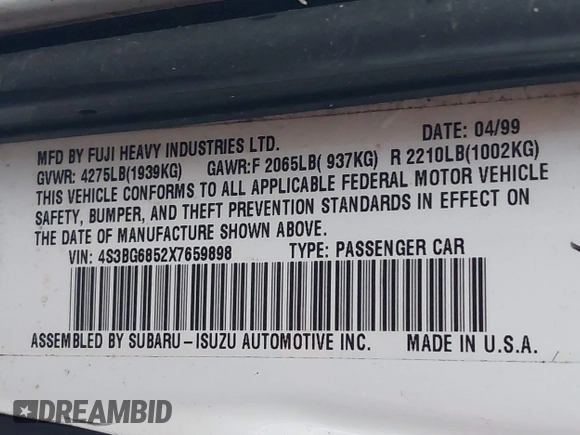 MFD BY FUJI HEAVY INDUSTRIES LTD. DATE: 04/99
GVWR: 4275LB(1939KG) GAWR:F 2065LB( 937KG) R 2210LB(1002KG)
THIS VEHICLE CONFORMS TO ALL APPLICABLE FEDERAL MOTOR VEHICLE
SAFETY, BUMPER, AND THEFT PREVENTION STANDARDS IN EFFECT ON
THE DATE OF MANUFACTURE SHOWN ABOVE.
VIN: 4S3BG6852X7659898 TYPE: PASSENGER CAR
ASSEMBLED BY SUBARU-ISUZU AUTOMOTIVE INC. MADE IN U.S.A.
DREAMBID